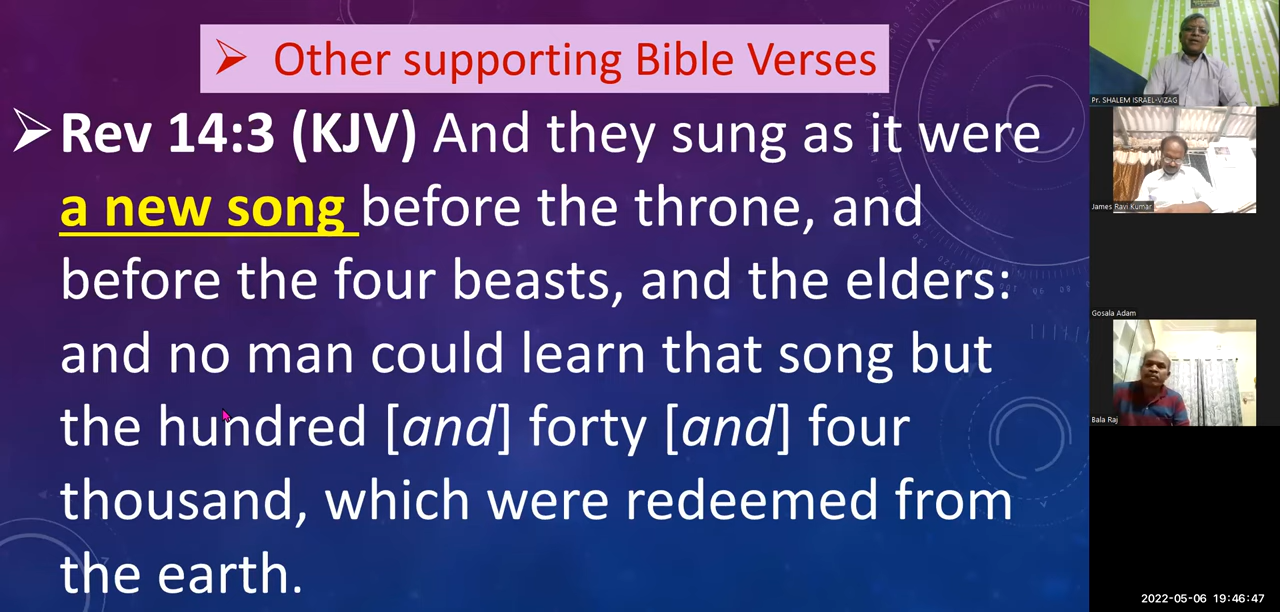 ➢ Other supporting Bible Verses
➢ Rev 14:3 (KJV) And they sung as it were
a new song before the throne, and
before the four beasts, and the elders:
and no man could learn that song but
the hundred [and] forty [and] four
thousand, which were redeemed from
the earth.
Pr. SHALEM ISRAEL-VIZAG
James Ravi Kumar
Gosala Adam
Bala Raj
2022-05-06 19:46:47